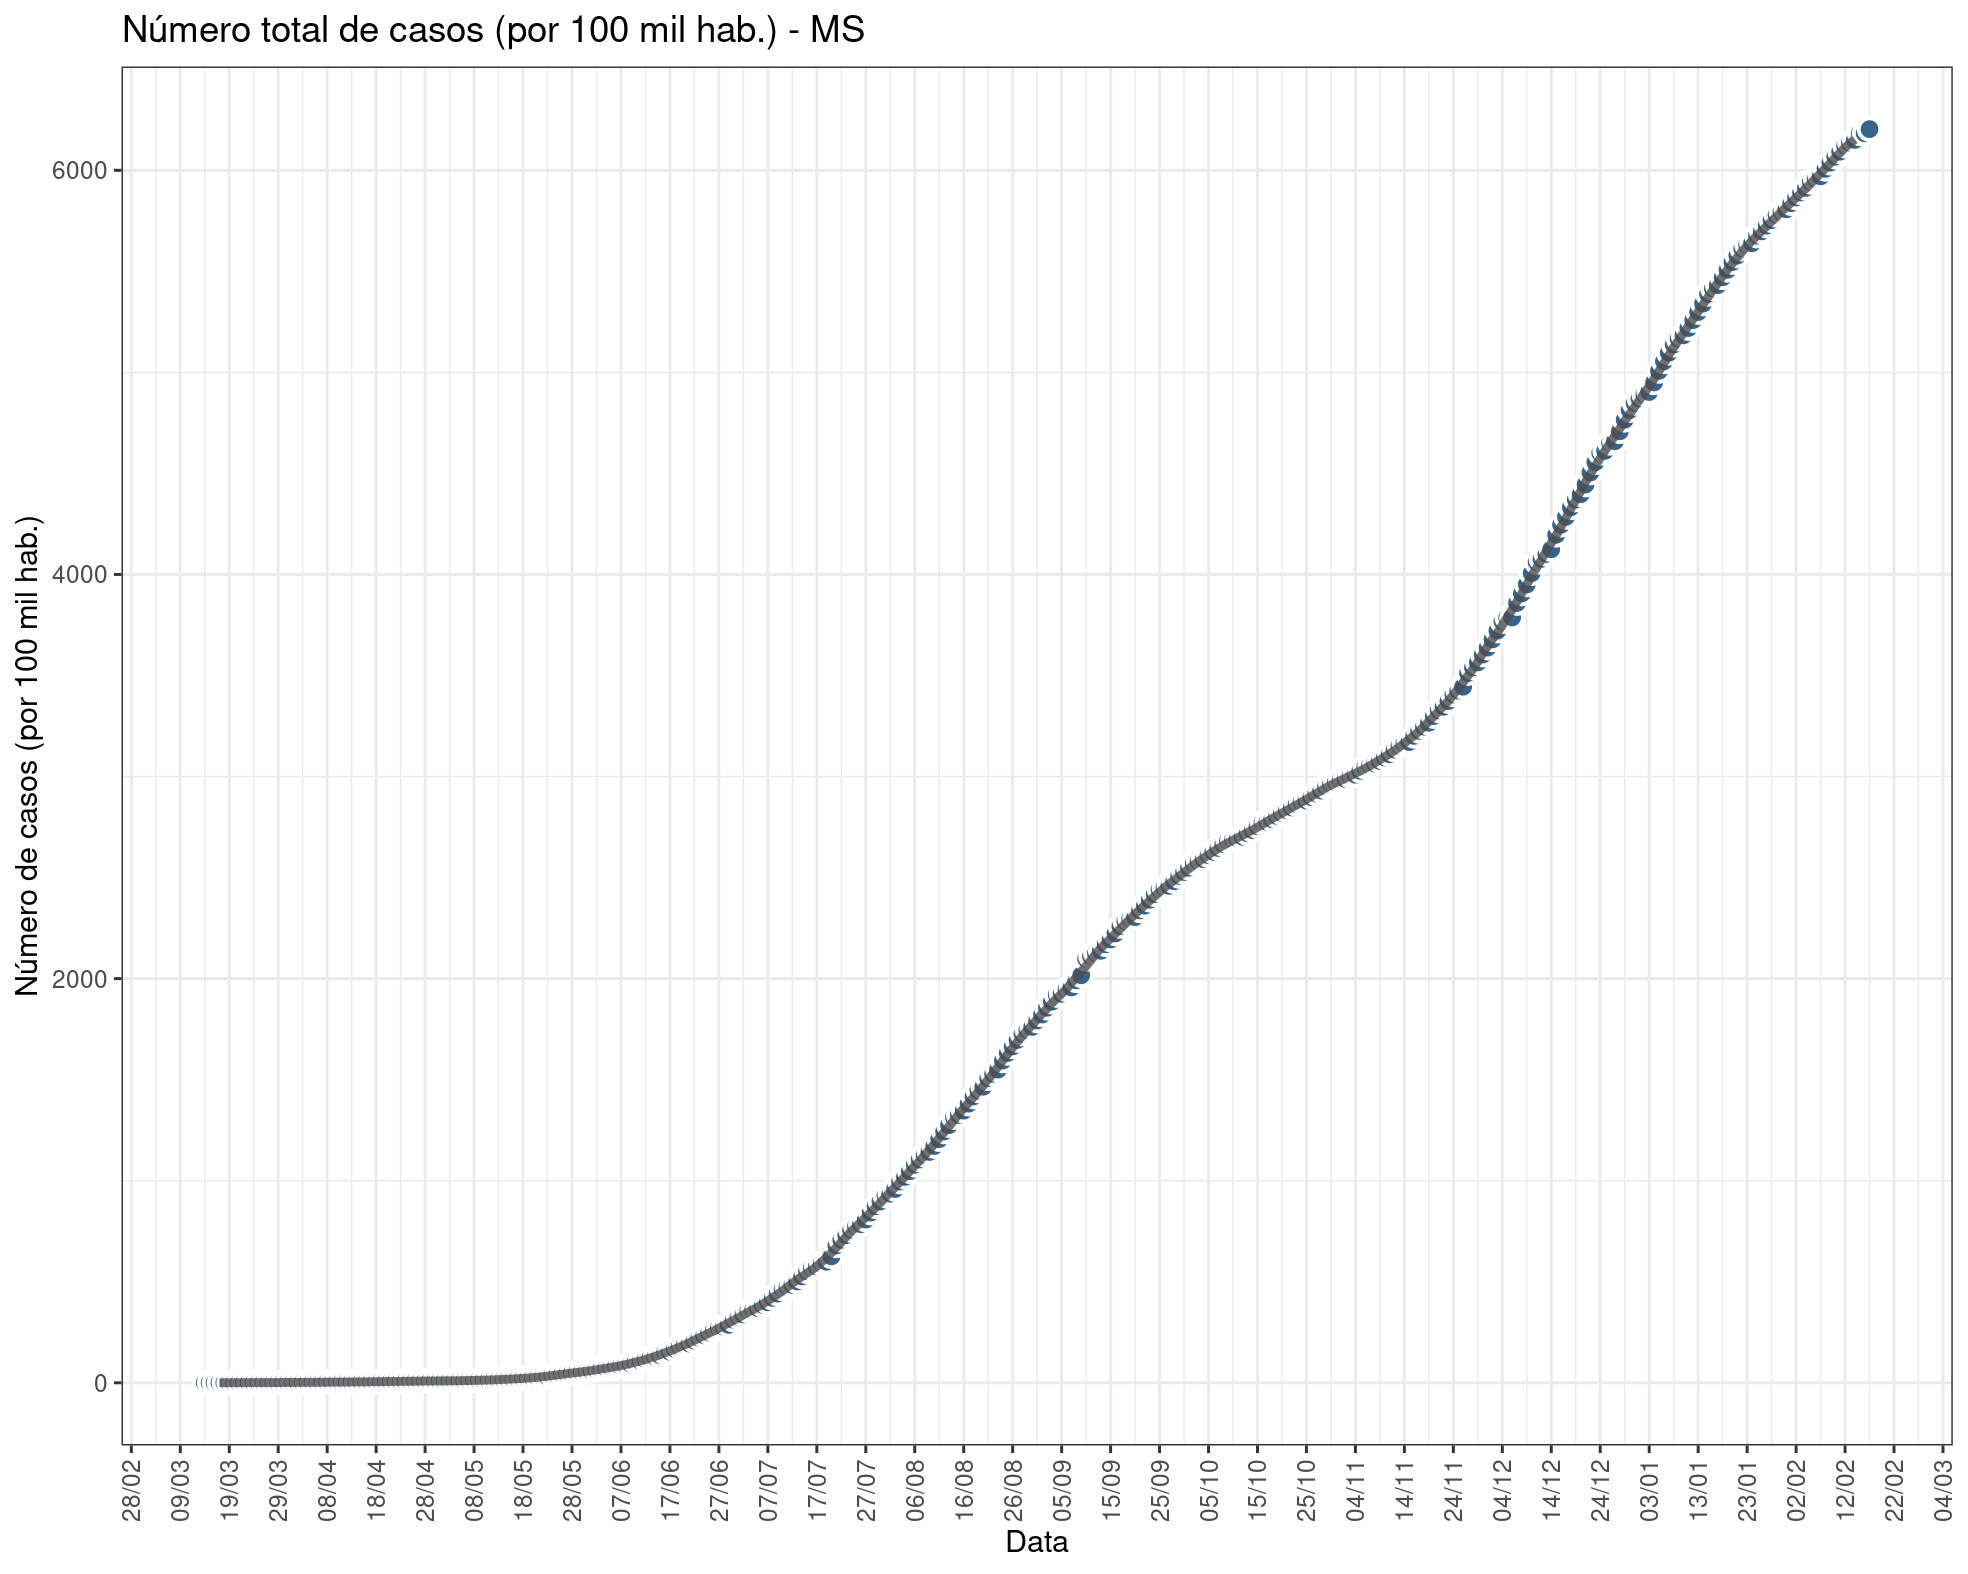 Número total de casos (por 100 mil hab.) - MS
Número de casos (por 100 mil hab.)
6000
4000
2000
0
28/02 09/03 19/03 29/03 08/04 18/04 28/04 08/05 18/05 28/05 07/06 17/06 27/06 07/07 17/07 27/07 06/08 16/08 26/08 05/09 15/09 25/09 05/10 15/10 25/10 04/11 14/11 24/11 04/12 14/12 24/12 03/01 13/01 23/01 02/02 12/02 22/02 04/03
Data